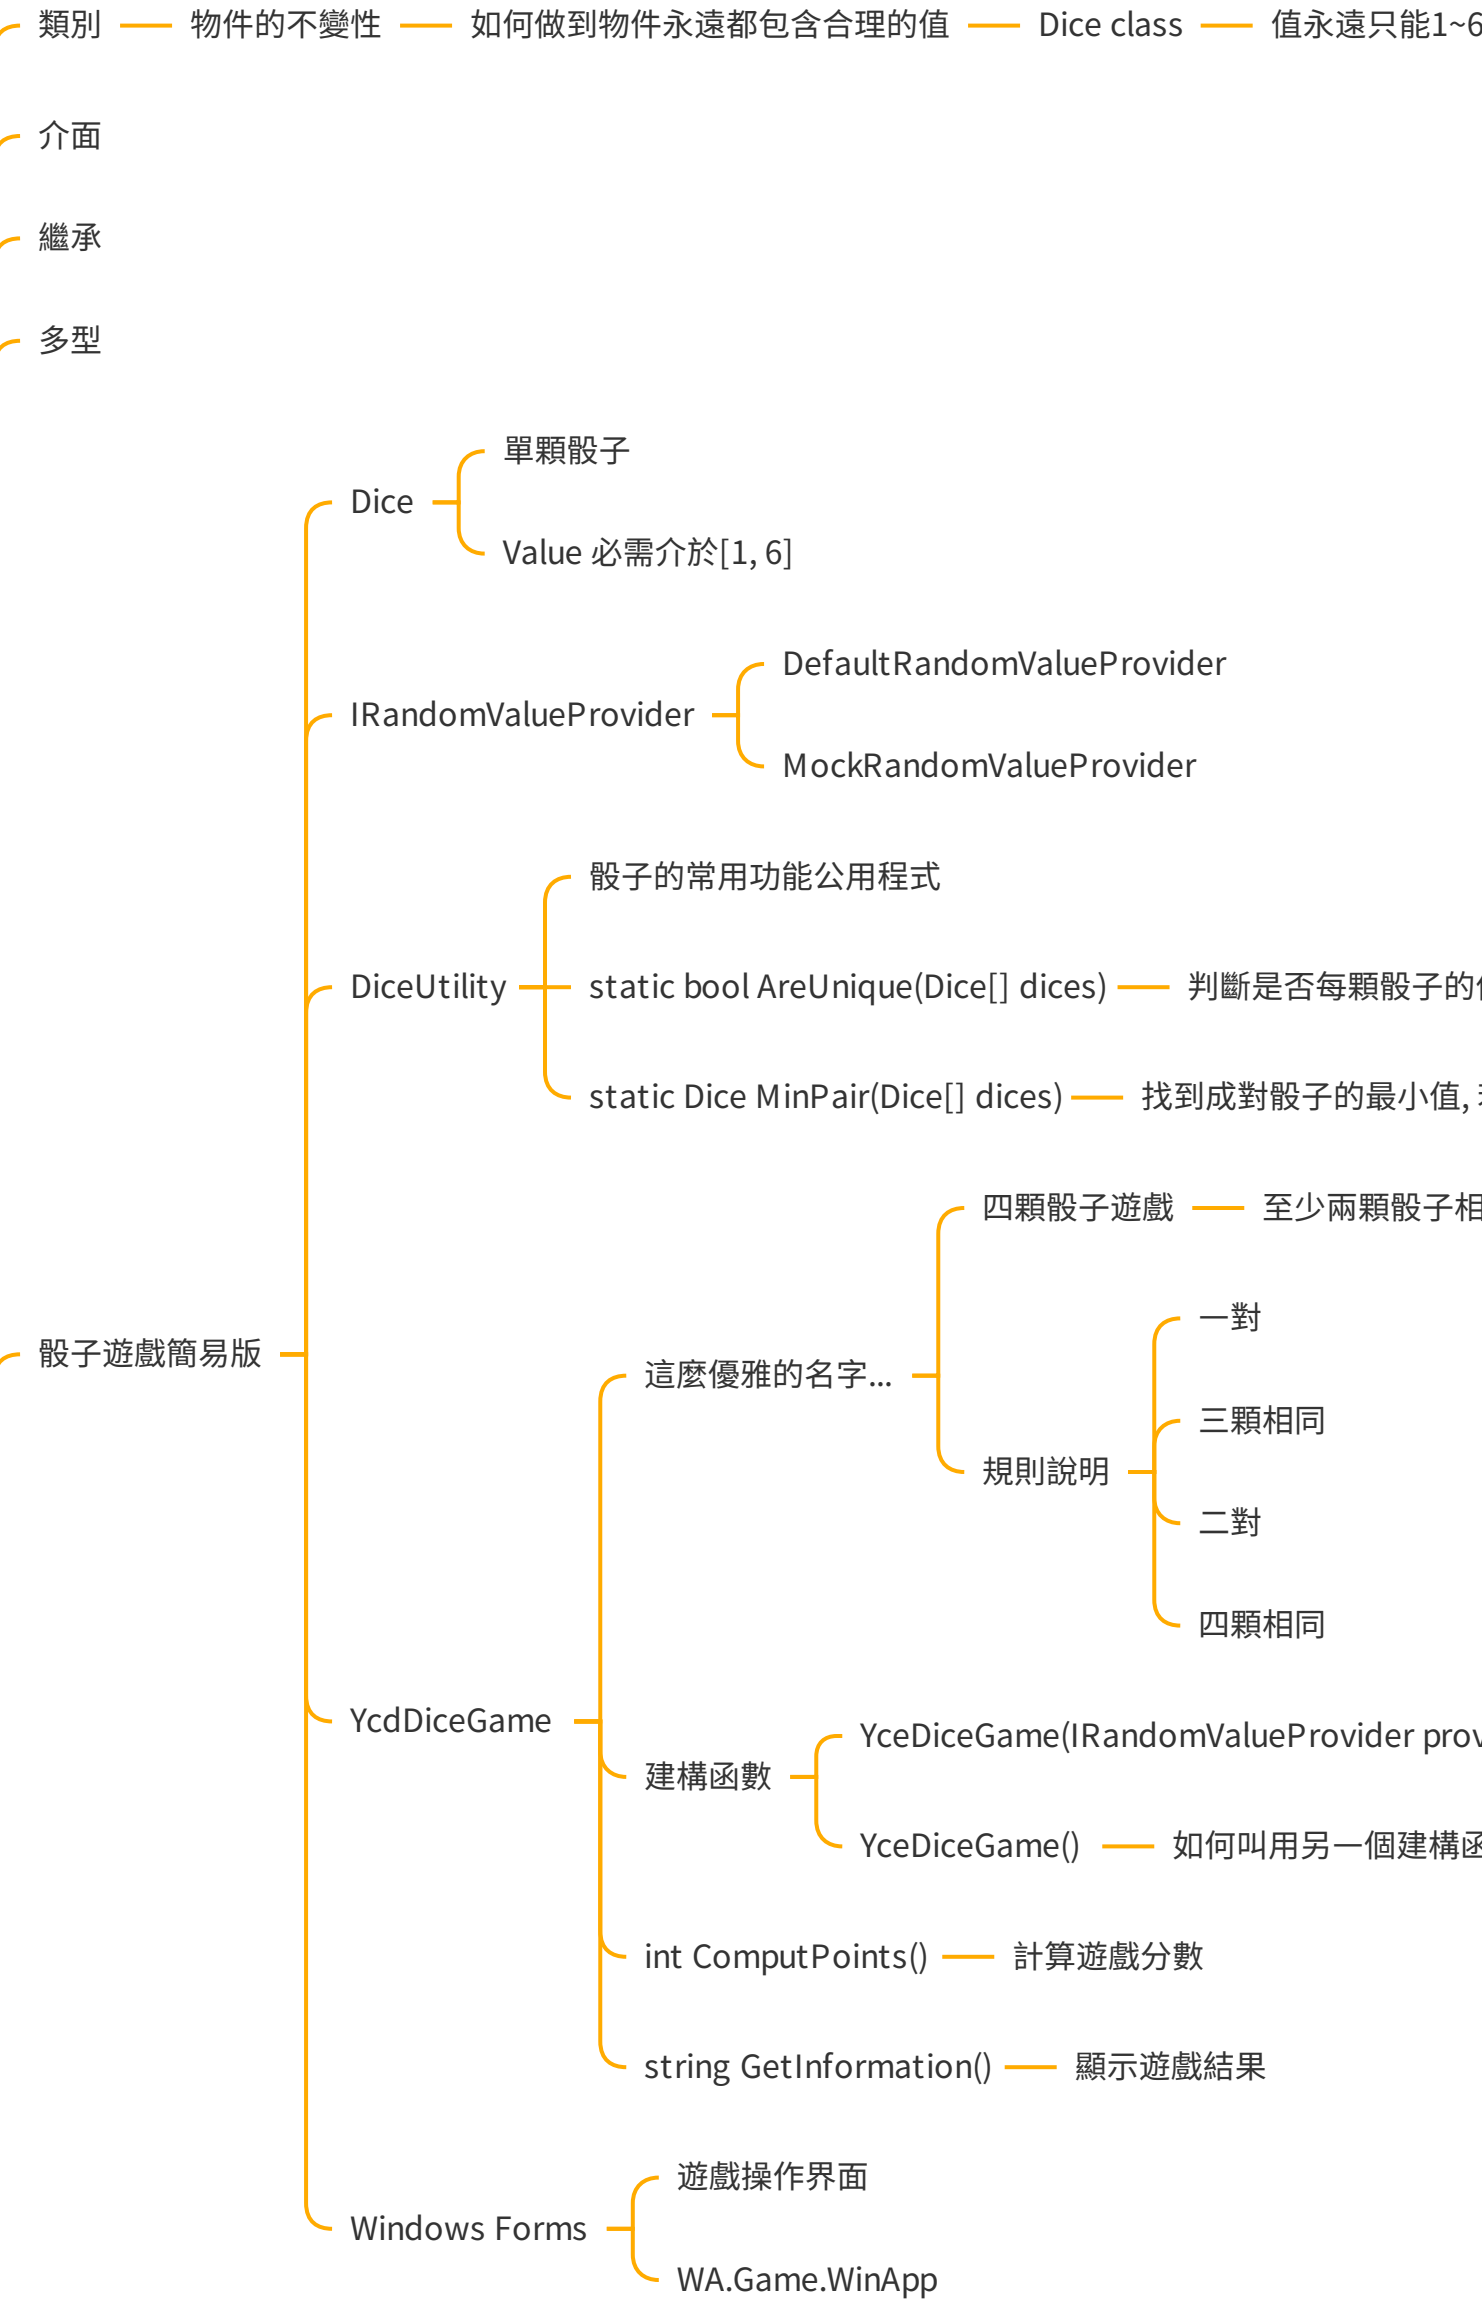 類別
物件的不變性
如何做到物件永遠都包含合理的值
Dice class
值永遠只能1~6
介面
繼承
多型
單顆骰子
Dice
Value 必需介於[1, 6]
DefaultRandomValueProvider
IRandomValueProvider
MockRandomValueProvider
骰子的常用功能公用程式
DiceUtility
static bool AreUnique(Dice[] dices)
判斷是否每顆骰子的
static Dice MinPair(Dice[] dices)
找到成對骰子的最小值,
四顆骰子遊戲
至少兩顆骰子相
一對
骰子遊戲簡易版
這麼優雅的名字...
三顆相同
規則說明
二對
四顆相同
YcdDiceGame
YceDiceGame(IRandomValueProvider prov
建構函數
YceDiceGame()
如何叫用另一個建構函
int ComputPoints()
計算遊戲分數
string GetInformation()
顯示遊戲結果
遊戲操作界面
Windows Forms
WA.Game.WinApp